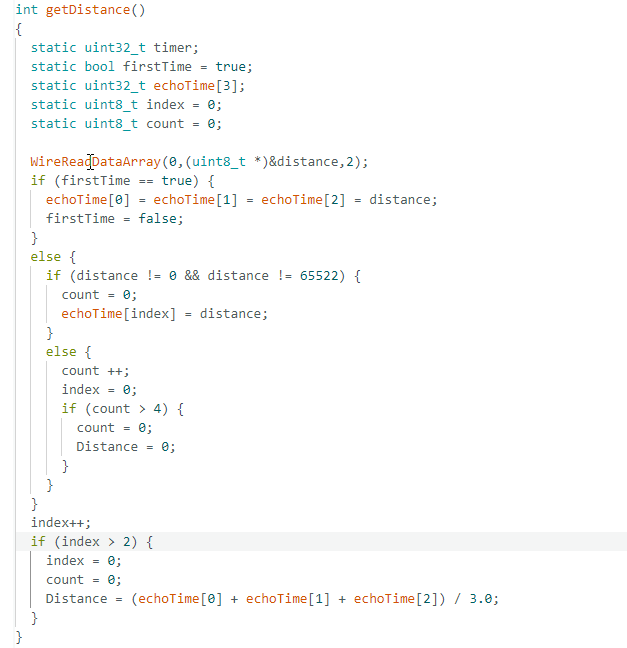 int getDistance()
{
  static uint32_t timer;
  static bool firstTime = true;
  static uint32_t echoTime[3];
  static uint8_t index = 0;
  static uint8_t count = 0;

  WireReadDataArray(0,(uint8_t *)&distance,2);
  if (firstTime == true) {
    echoTime[0] = echoTime[1] = echoTime[2] = distance;
    firstTime = false;
  }
  else {
    if (distance != 0 && distance != 65522) {
      count = 0;
      echoTime[index] = distance;
    }
    else {
      count ++;
      index = 0;
      if (count > 4) {
        count = 0;
        Distance = 0;
      }
    }
  }
  index++;
  if (index > 2) {
    index = 0;
    count = 0;
    Distance = (echoTime[0] + echoTime[1] + echoTime[2]) / 3.0;
  }
}